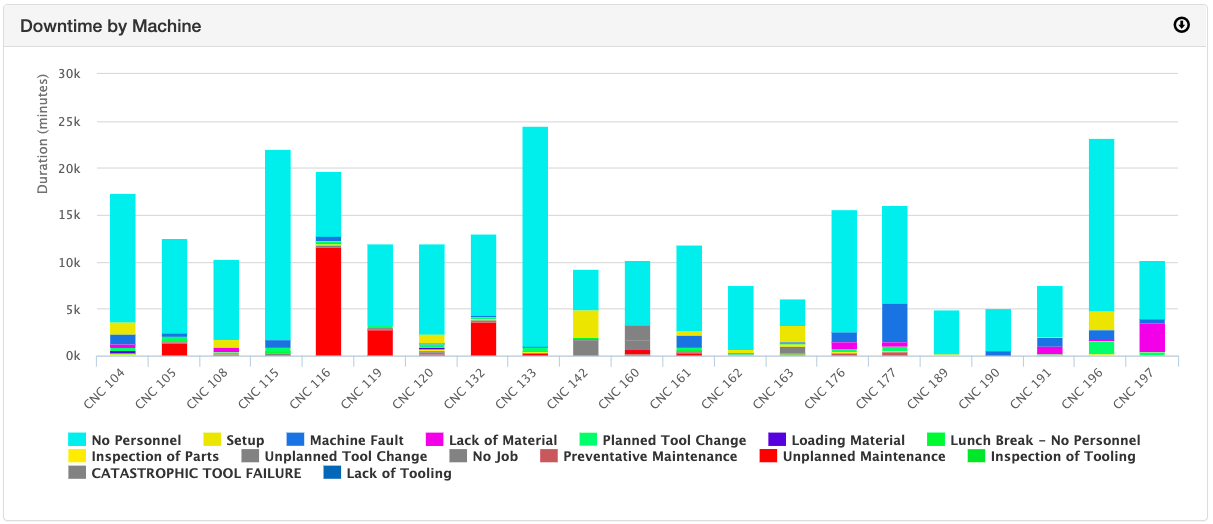 Downtime by Machine
Duration (minutes)
30k
25k
20k
15k
10k
5k
0k
CNC 104 CNC 105 CNC 108 CNC 115 CNC 116 CNC 119 CNC 120 CNC 132 CNC 133 CNC 142 CNC 160 CNC 161 CNC 162 CNC 163 CNC 176 CNC 177 CNC 189 CNC 190 CNC 191 CNC 196 CNC 197
No Personnel Setup Machine Fault Lack of Material Planned Tool Change Loading Material Lunch Break - No Personnel
Inspection of Parts Unplanned Tool Change No Job Preventative Maintenance Unplanned Maintenance Inspection of Tooling
CATASTROPHIC TOOL FAILURE Lack of Tooling